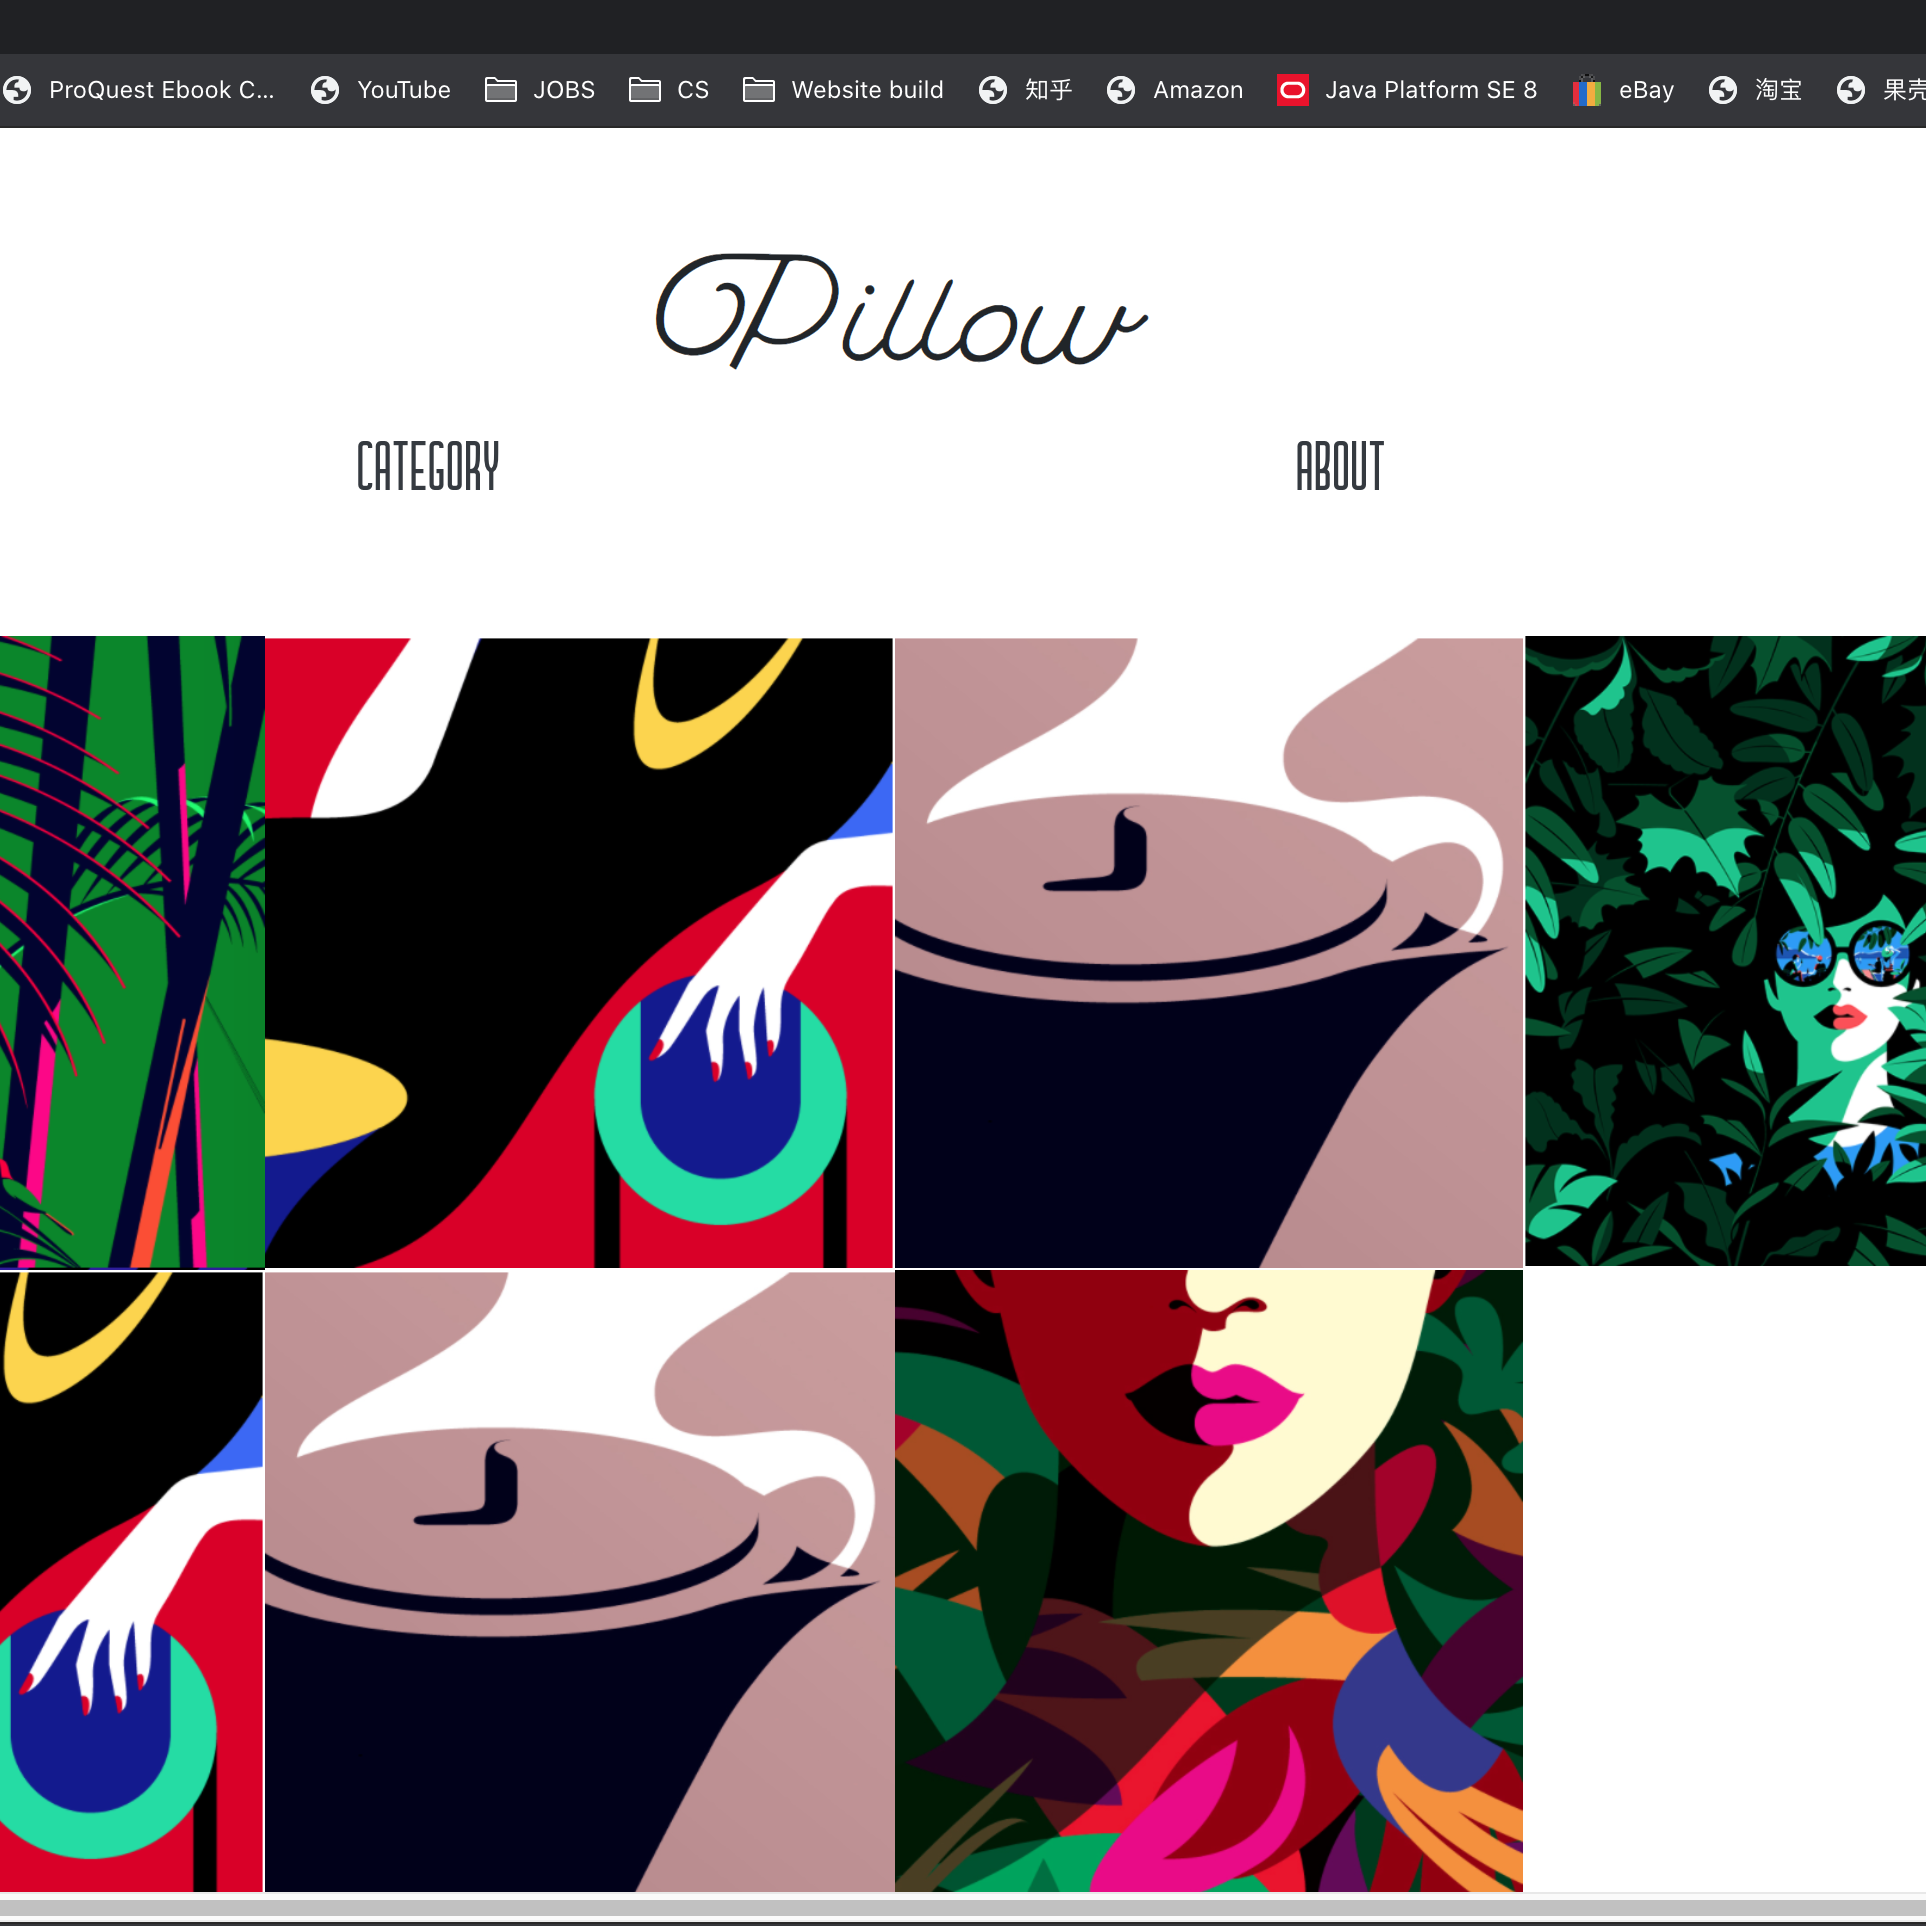 ProQuest Ebook C... YouTube JOBS CS Website build 知乎 Amazon Java Platform SE 8 eBay 淘宝 果壳
Pillow
CATEGORY ABOUT